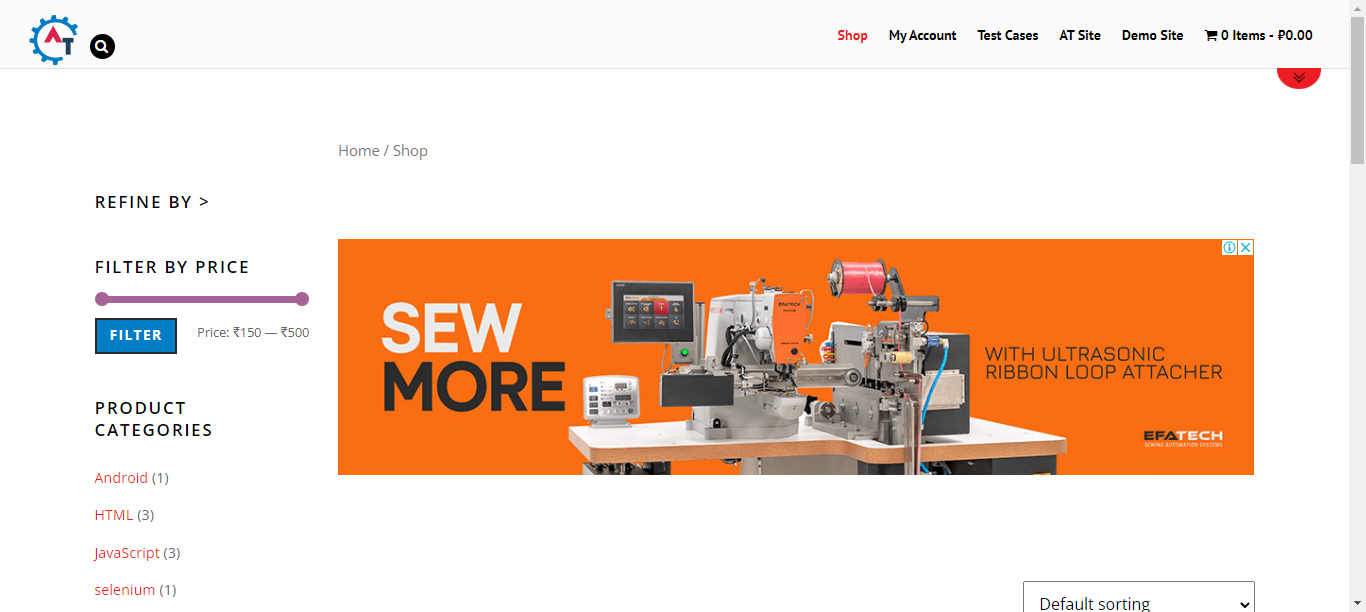 AT
Shop
My Account
Test Cases
AT Site
Demo Site
0 Items - ₽0.00
Home / Shop
REFINE BY >
FILTER BY PRICE
FILTER
Price: ₹150 — ₹500
PRODUCT
CATEGORIES
Android (1)
HTML (3)
JavaScript (3)
selenium (1)
SEW
MORE
EFATECH
WITH ULTRASONIC
RIBBON LOOP ATTACHER
EFATECH
SEWING AUTOMATION SYSTEMS
Default sorting